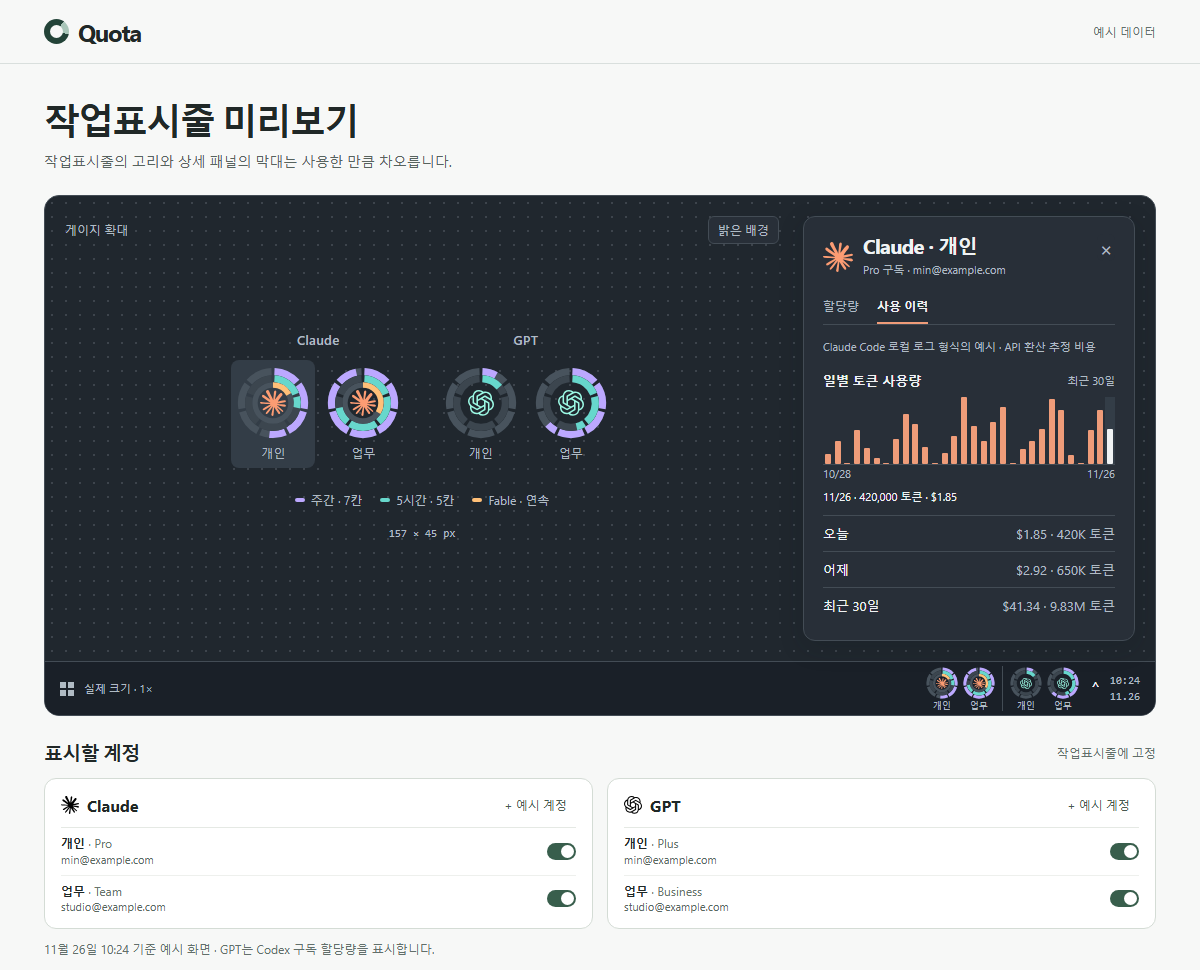 Quota
예시 데이터
작업표시줄 미리보기
작업표시줄의 고리와 상세 패널의 막대는 사용한 만큼 차오릅니다.
게이지 확대
밝은 배경
Claude
GPT
개인
업무
개인
업무
주간 · 7칸
5시간 · 5칸
Fable · 연속
157 × 45 px
Claude · 개인
Pro 구독 · min@example.com
×
할당량
사용 이력
Claude Code 로컬 로그 형식의 예시 · API 환산 추정 비용
일별 토큰 사용량
최근 30일
10/28
11/26
11/26 · 420,000 토큰 · $1.85
오늘
$1.85 · 420K 토큰
어제
$2.92 · 650K 토큰
최근 30일
$41.34 · 9.83M 토큰
실제 크기 · 1×
개인
업무
개인
업무
^
10:24
11.26
표시할 계정
작업표시줄에 고정
Claude
+ 예시 계정
개인 · Pro
min@example.com
업무 · Team
studio@example.com
GPT
+ 예시 계정
개인 · Plus
min@example.com
업무 · Business
studio@example.com
11월 26일 10:24 기준 예시 화면 · GPT는 Codex 구독 할당량을 표시합니다.